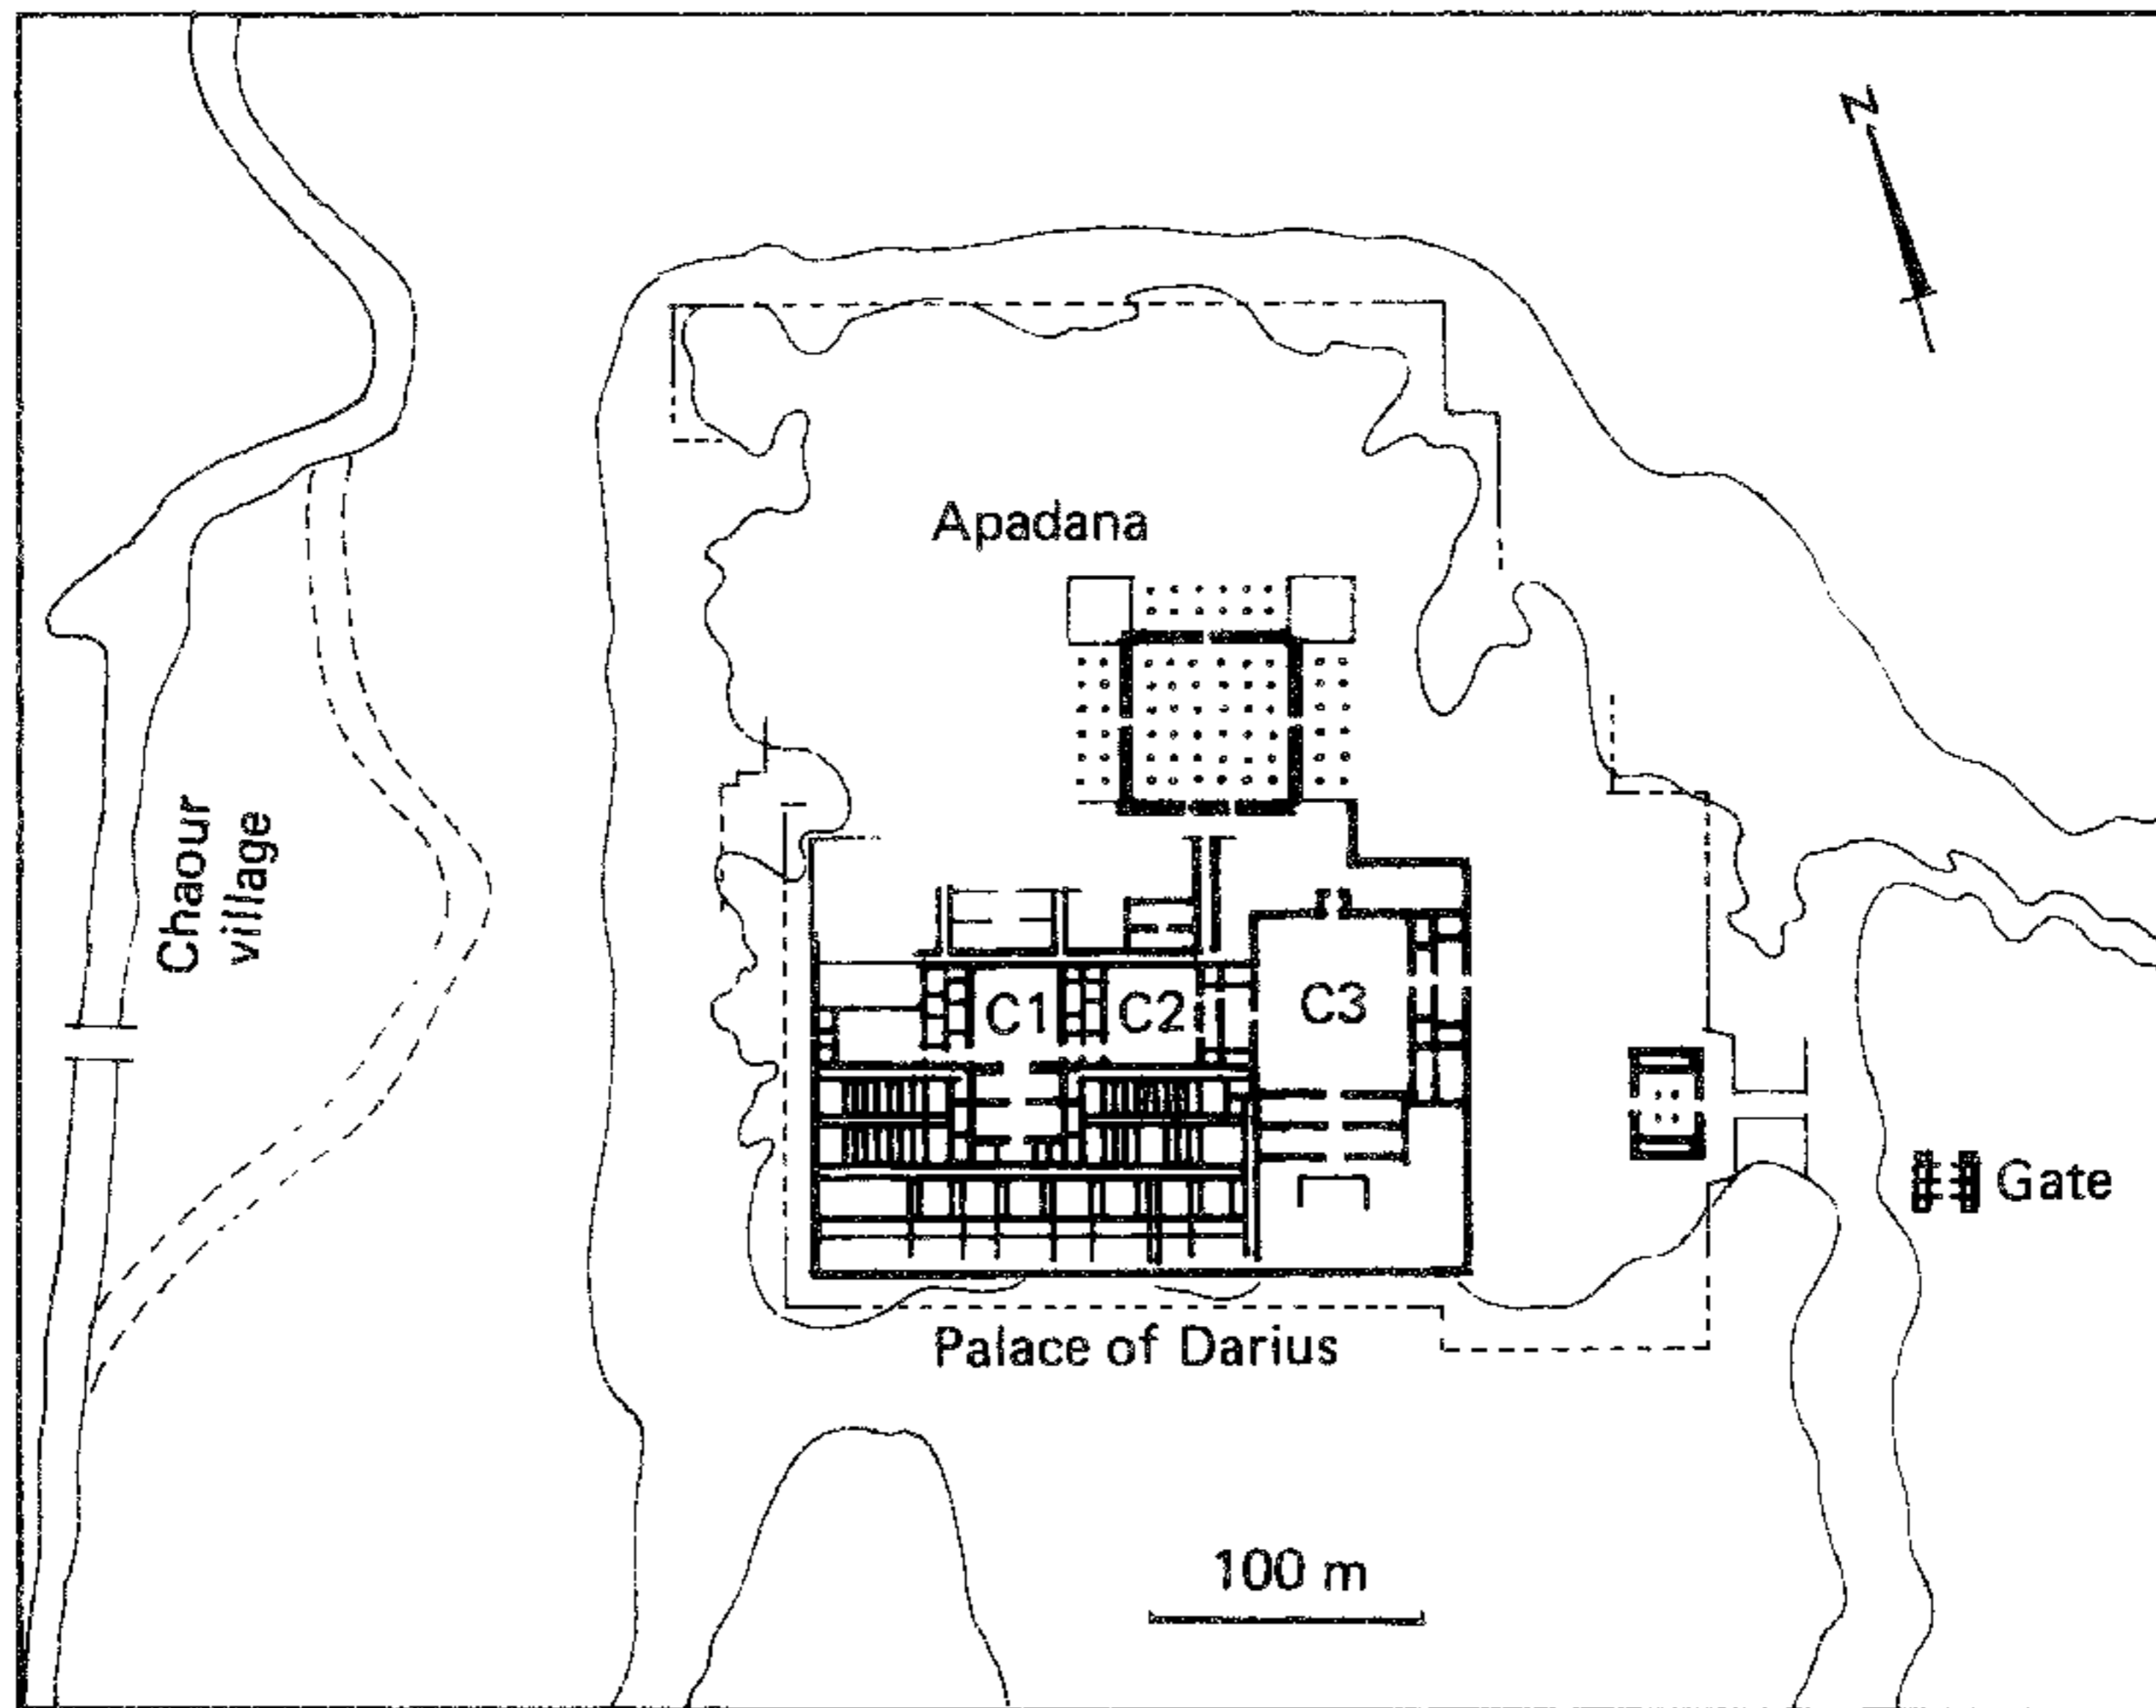 N
Apadana
Chaour
village
C1
C2
C3
Gate
Palace of Darius
100 m